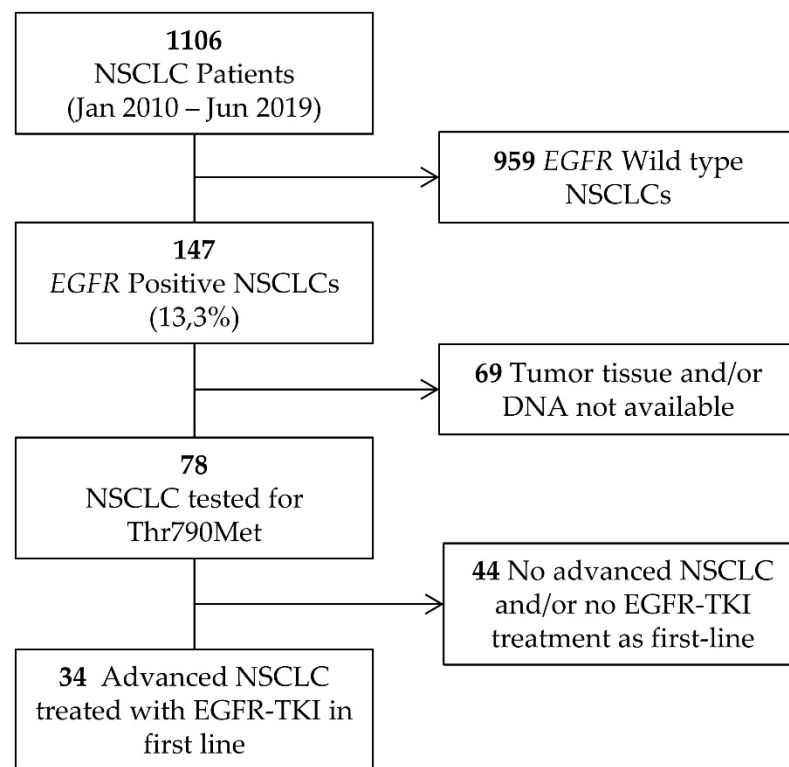 1106
NSCLC Patients
(Jan 2010 – Jun 2019)
959 EGFR Wild type
NSCLCs
147
EGFR Positive NSCLCs
(13,3%)
69 Tumor tissue and/or
DNA not available
78
NSCLC tested for
Thr790Met
44 No advanced NSCLC
and/or no EGFR-TKI
treatment as first-line
34 Advanced NSCLC
treated with EGFR-TKI in
first line